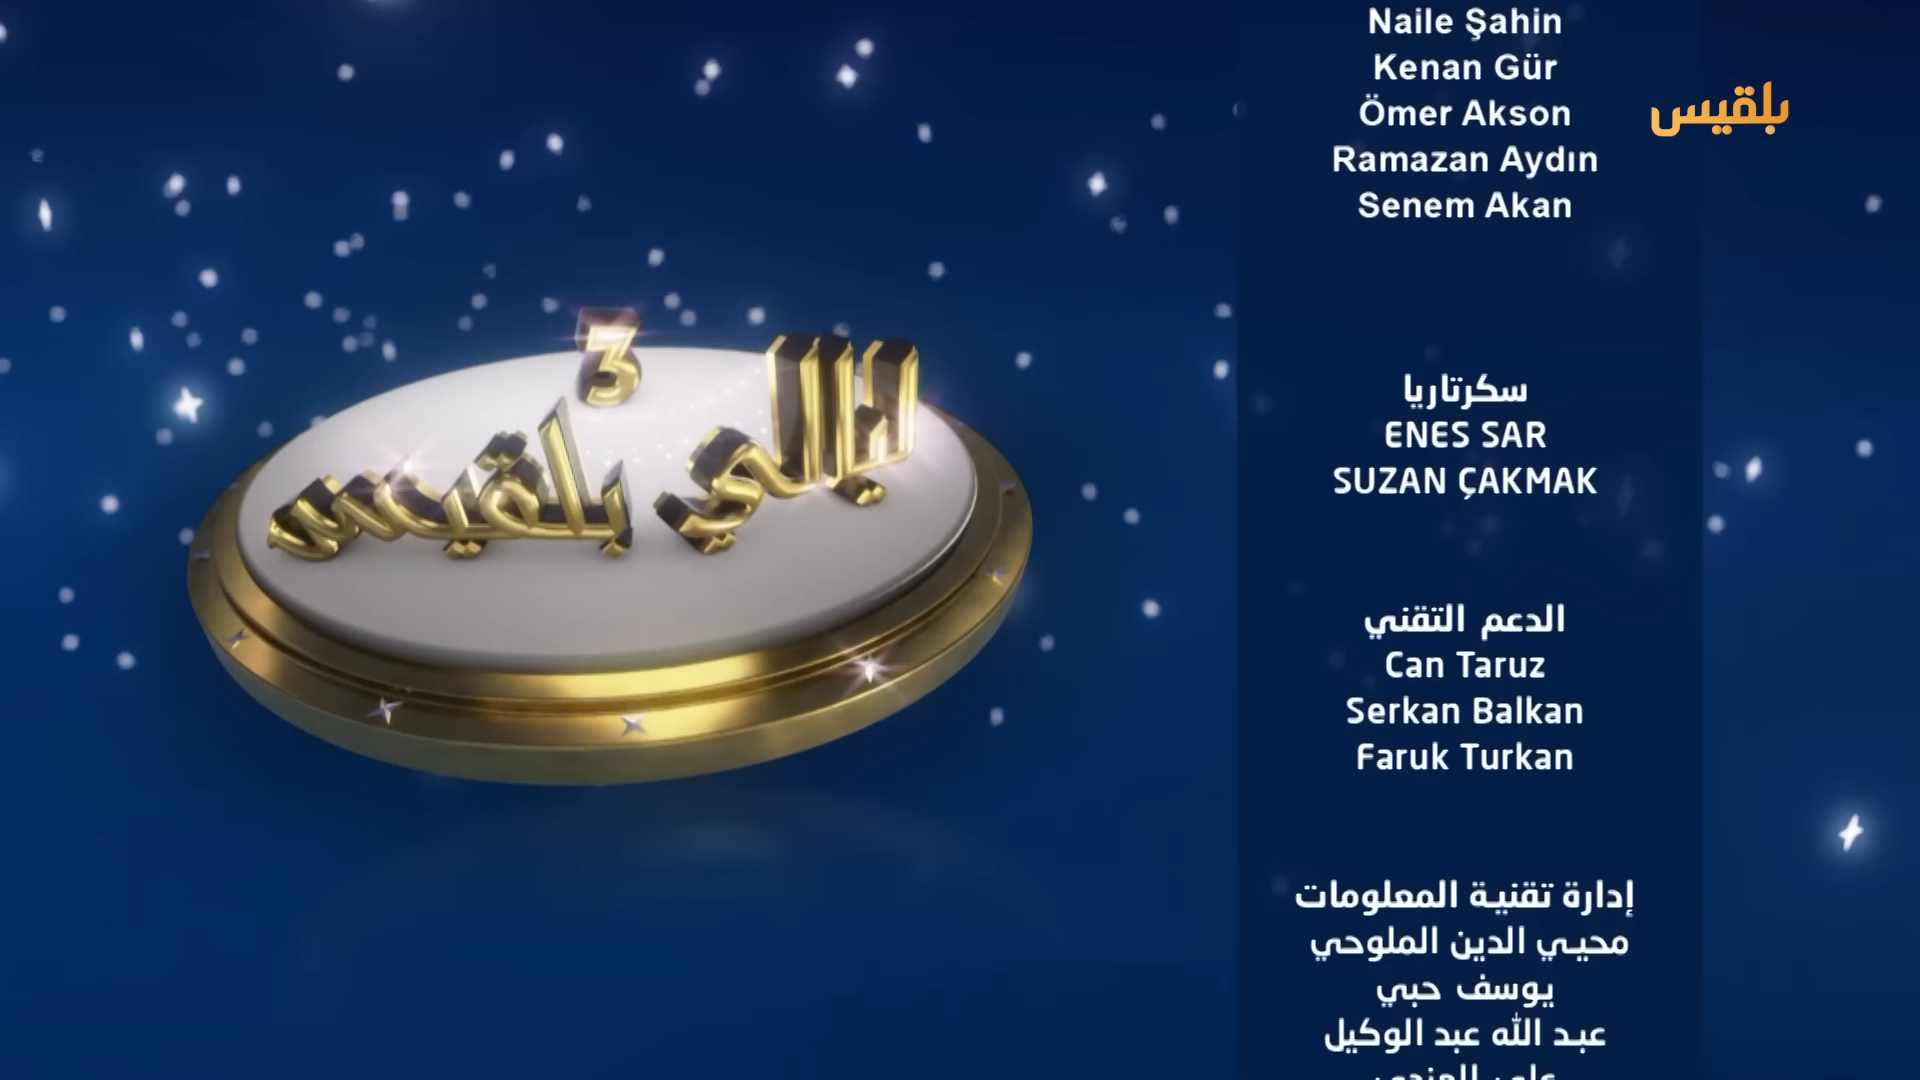 Naile Şahin
Kenan Gür
Ömer Akson
Ramazan Aydın
Senem Akan
بلقيس
3
ليالي بلقيس
سكرتاريا
ENES SAR
SUZAN ÇAKMAK
الدعم التقني
Can Taruz
Serkan Balkan
Faruk Turkan
إدارة تقنية المعلومات
محيي الدين الملوحي
يوسف حبي
عبد الله عبد الوكيل